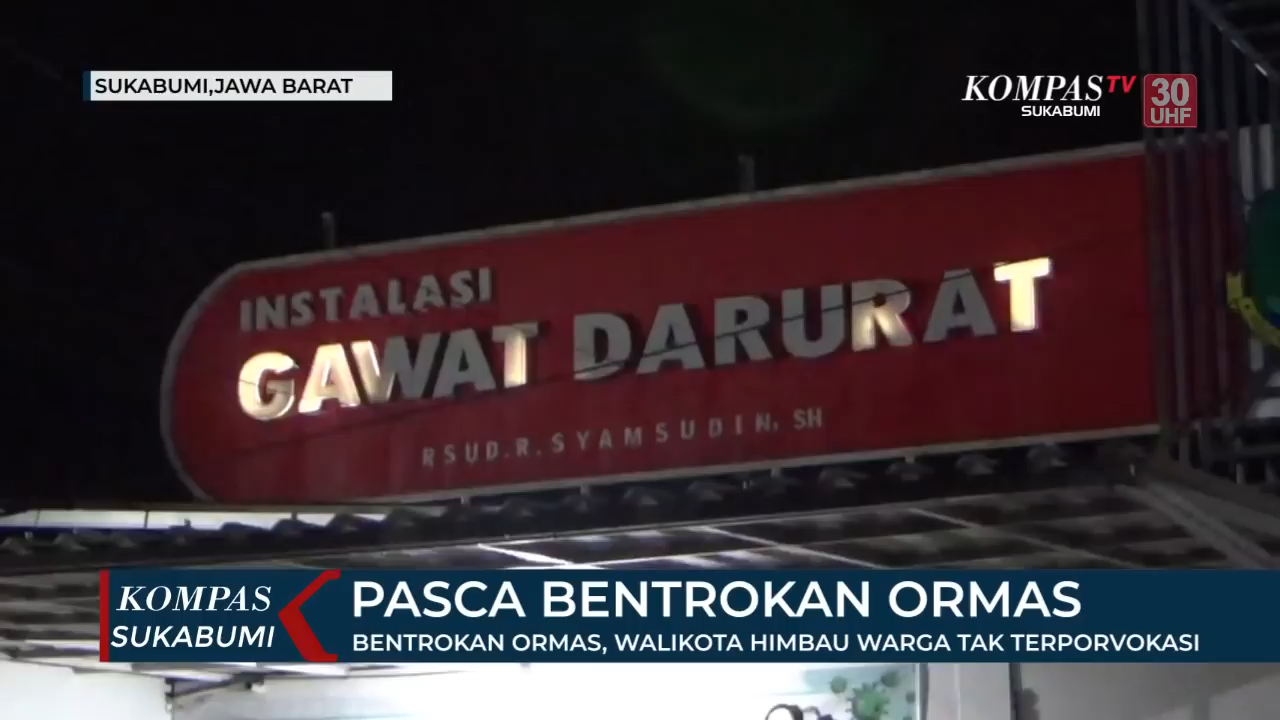 SUKABUMI,JAWA BARAT
KOMPASTV
SUKABUMI
30
UHF
INSTALASI
GAWAT DARURAT
RSUD.R.SYAMSUDIN, SH
KOMPAS
SUKABUMI
PASCA BENTROKAN ORMAS
BENTROKAN ORMAS, WALIKOTA HIMBAU WARGA TAK TERPORVOKASI